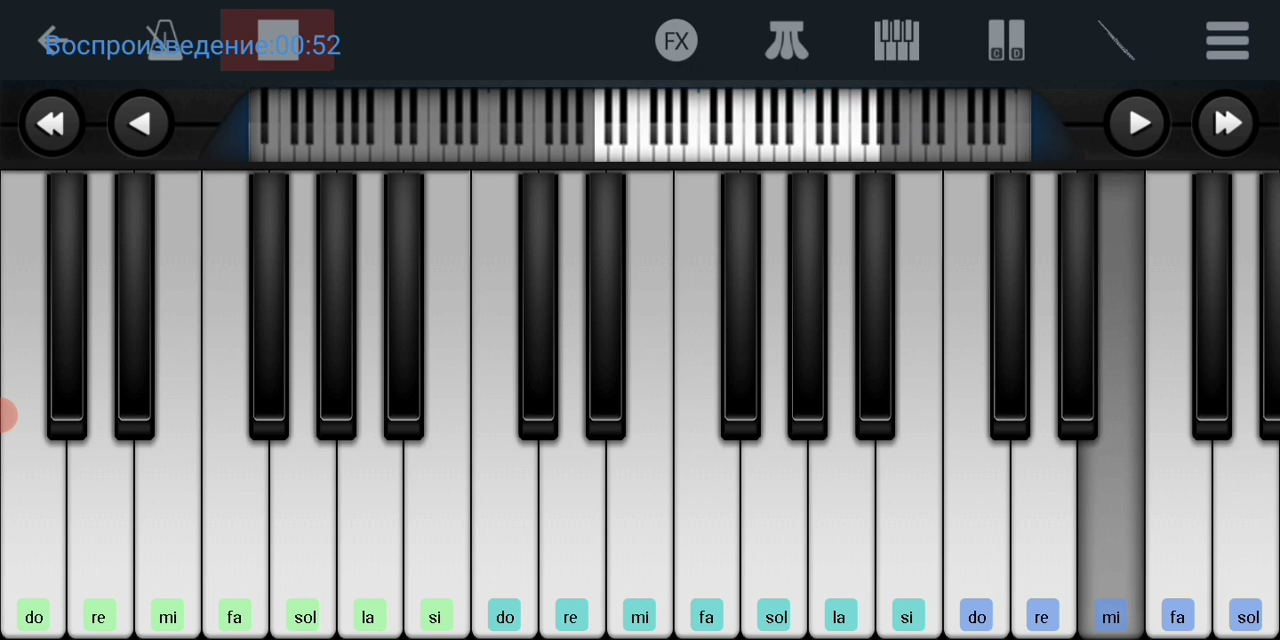 Воспроизведение:00:52
FX
C D
do re mi fa sol la si do re mi fa sol la si do re mi fa sol